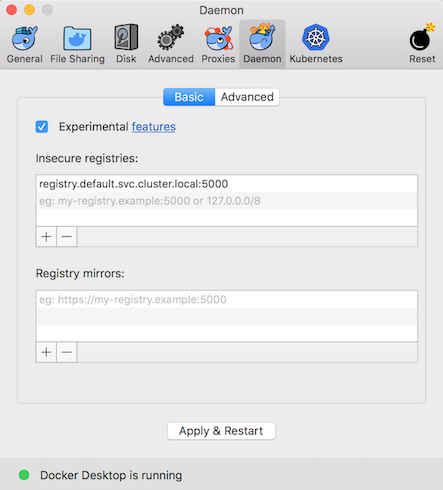 Daemon
General File Sharing Disk Advanced Proxies Daemon Kubernetes Reset
Basic Advanced
Experimental features
Insecure registries:
registry.default.svc.cluster.local:5000
eg: my-registry.example:5000 or 127.0.0.0/8
+ −
Registry mirrors:
eg: https://my-registry.example:5000
+ −
Apply & Restart
Docker Desktop is running